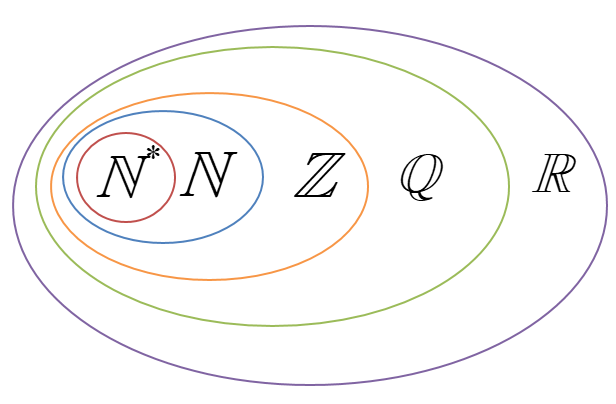 ℕ* ℕ ℤ ℚ ℝ